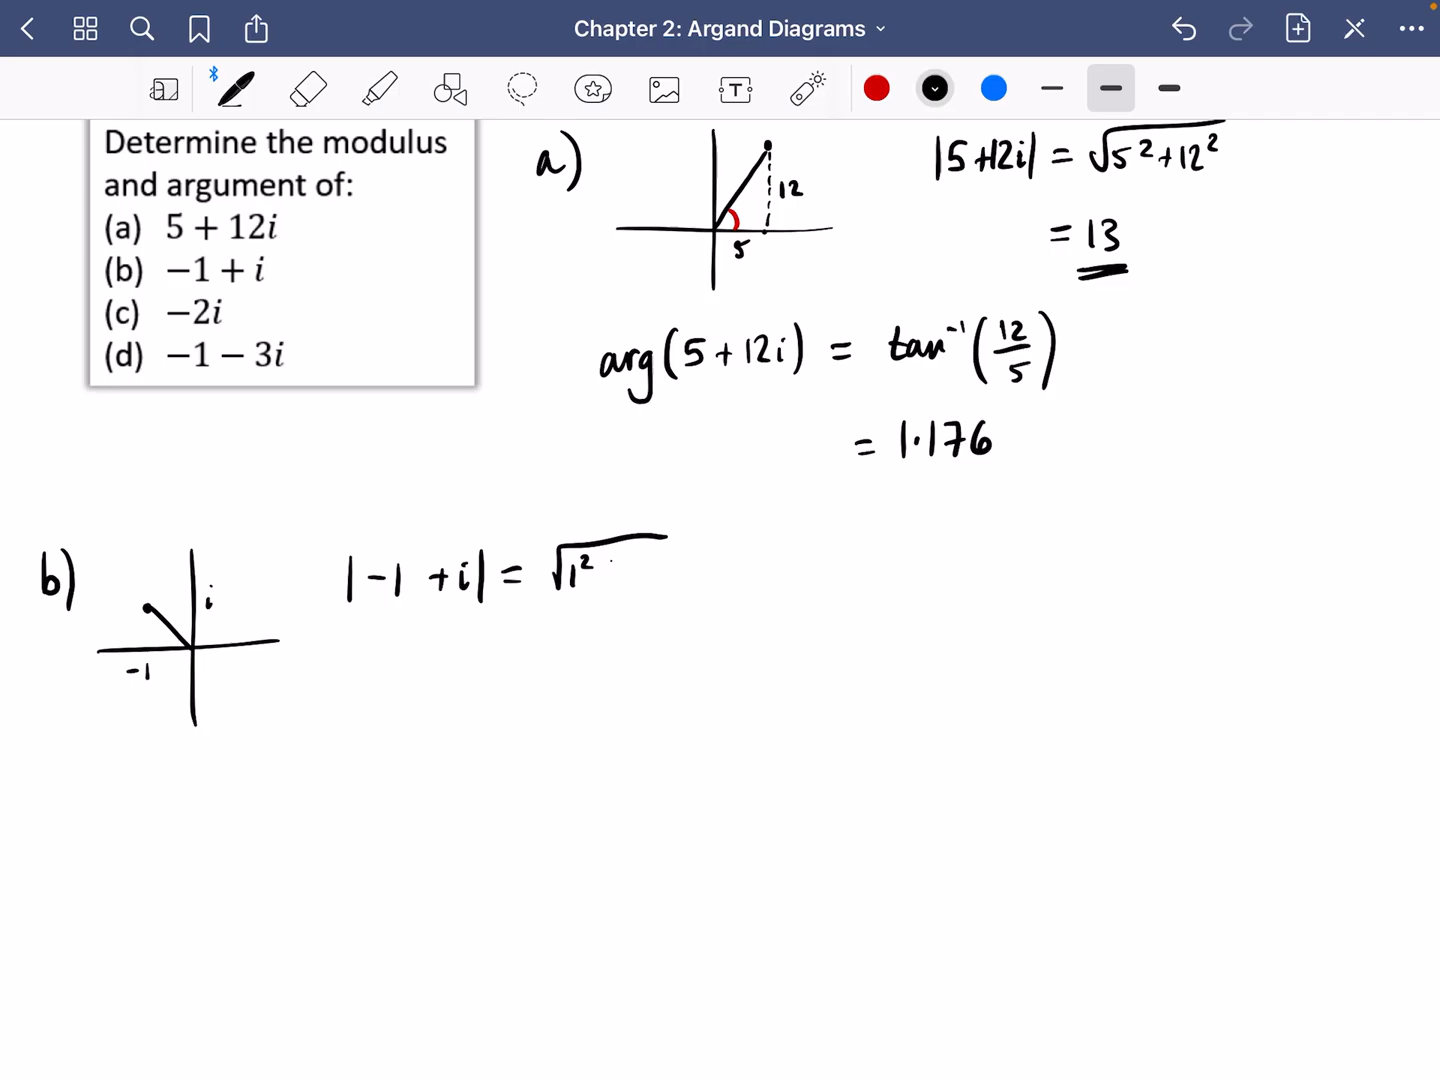 Chapter 2: Argand Diagrams
Determine the modulus
and argument of:
(a) 5 + 12i
(b) −1 + i
(c) −2i
(d) −1 − 3i
a)
12
5
|5+12i| = √5² + 12²
= 13
arg(5 + 12i) = tan⁻¹(12/5)
= 1.176
b)
i
-1
|-1 + i| = √1²